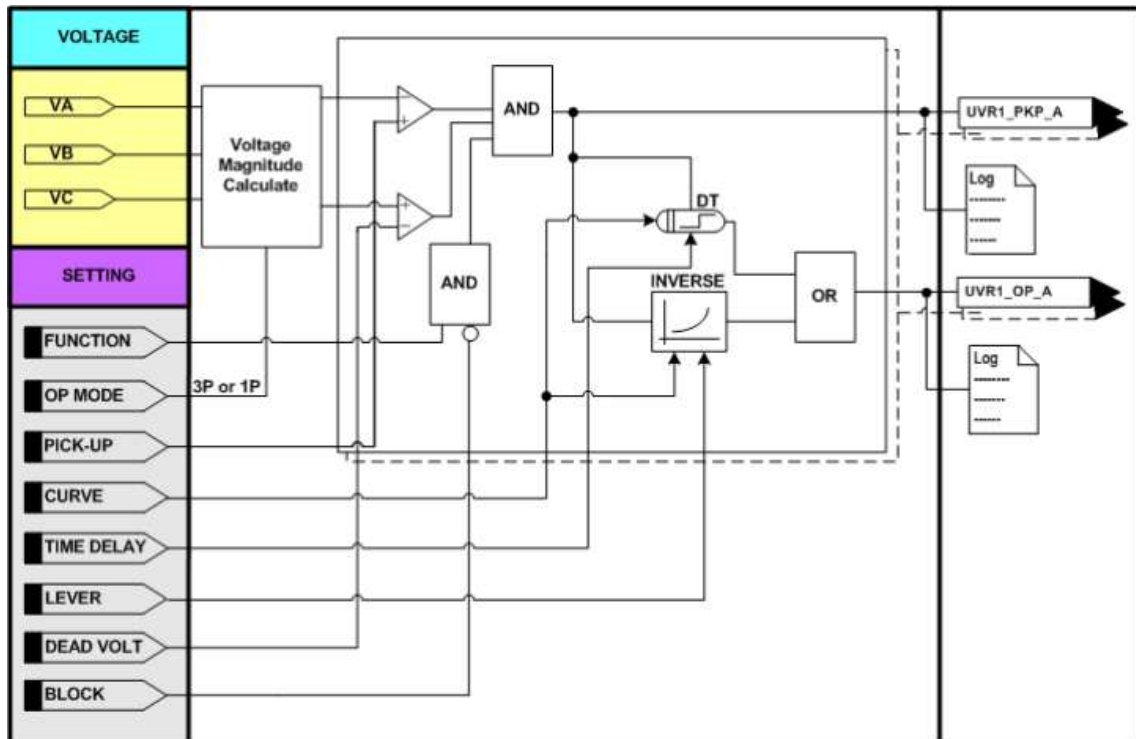 VOLTAGE
VA
VB
VC
SETTING
FUNCTION
OP MODE
PICK-UP
CURVE
TIME DELAY
LEVER
DEAD VOLT
BLOCK
Voltage
Magnitude
Calculate
3P or 1P
−
+
+
−
AND
AND
DT
INVERSE
OR
UVR1_PKP_A
Log
UVR1_OP_A
Log